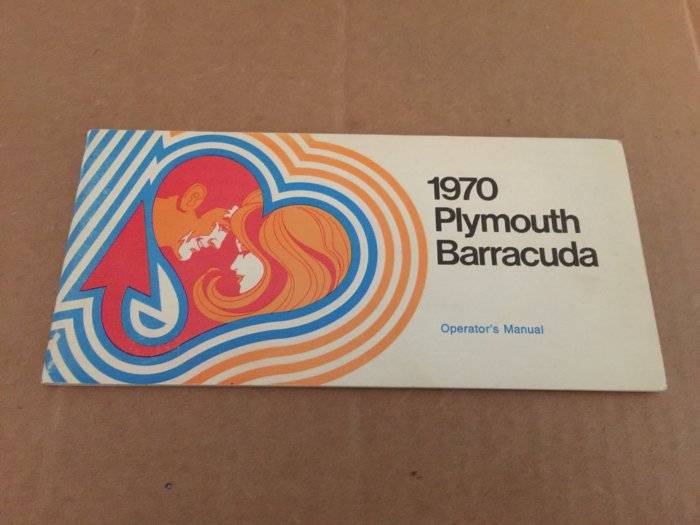 1970
Plymouth
Barracuda
Operator's Manual